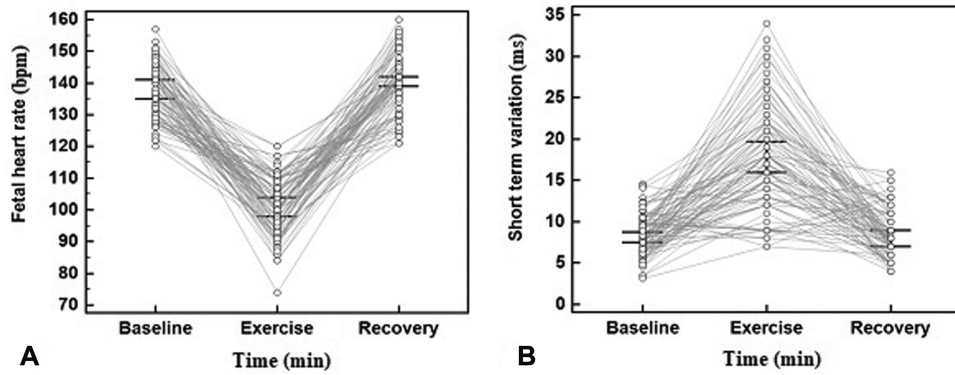 160
150
140
130
120
110
100
90
80
70
Fetal heart rate (bpm)
Baseline Exercise Recovery
Time (min)
A
35
30
25
20
15
10
5
0
Short term variation (ms)
Baseline Exercise Recovery
Time (min)
B